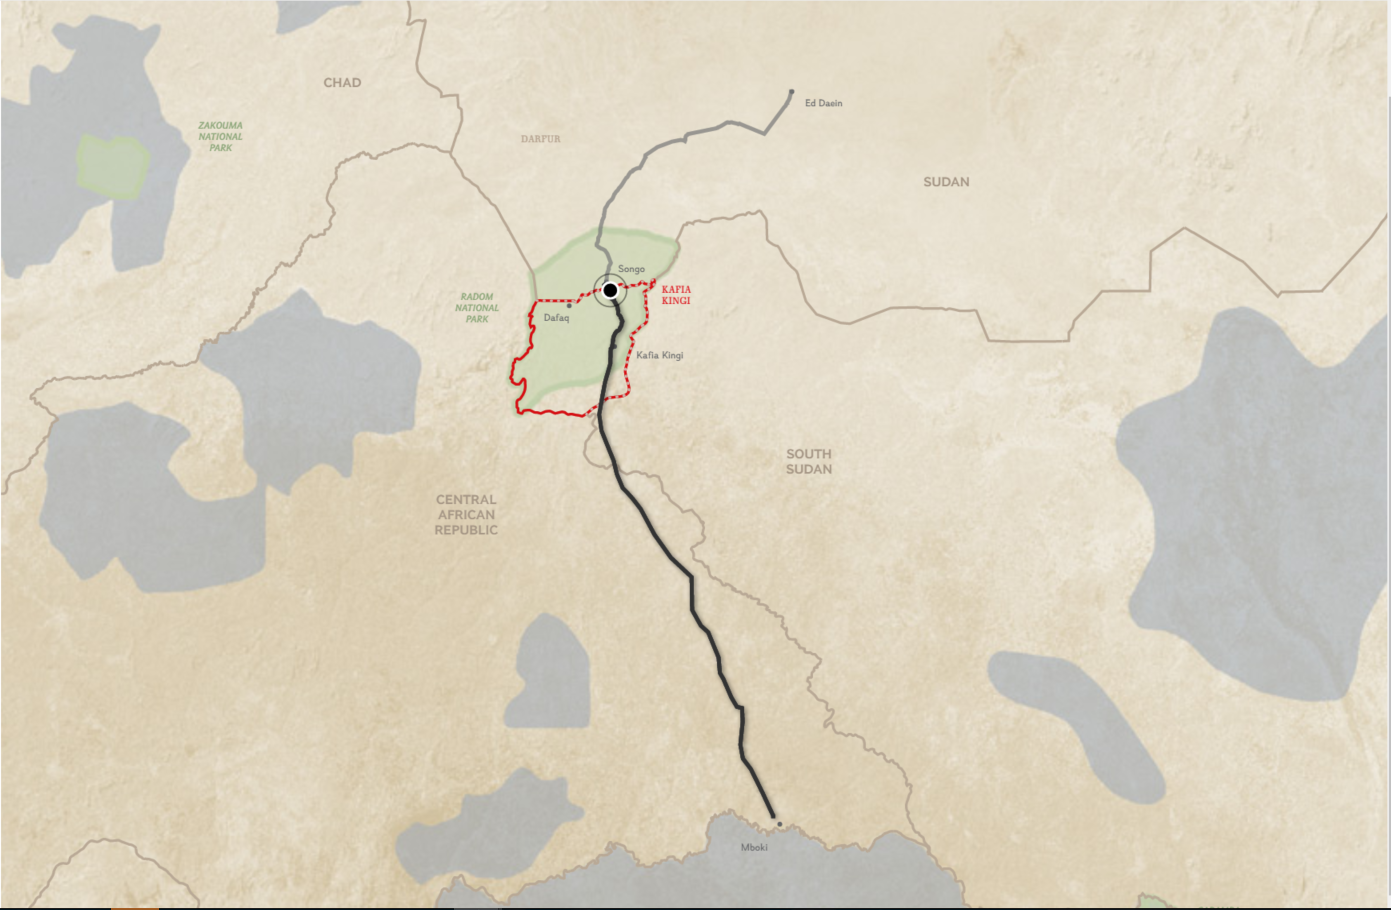 CHAD
Ed Daein
ZAKOUMA
NATIONAL
PARK
DARFUR
SUDAN
Songo
KAFIA
KINGI
RADOM
NATIONAL
PARK
Dafaq
Kafia Kingi
SOUTH
SUDAN
CENTRAL
AFRICAN
REPUBLIC
Mboki